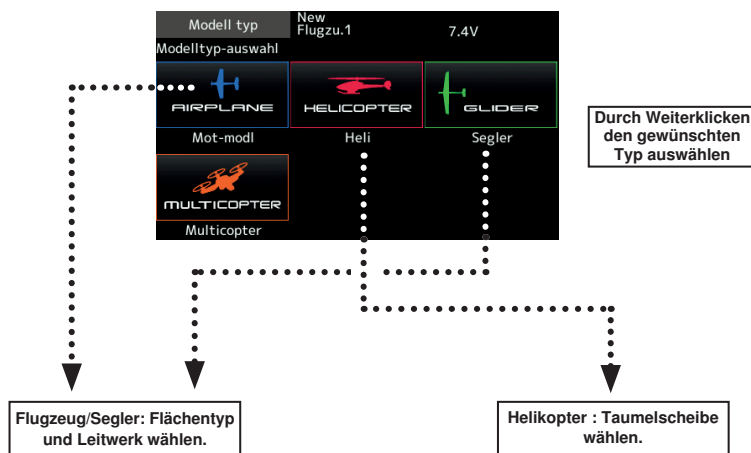 Modell typ
New
Flugzu.1
7.4V
Modelltyp-auswahl
AIRPLANE
HELICOPTER
GLIDER
Mot-modl
Heli
Segler
MULTICOPTER
Multicopter
Durch Weiterklicken
den gewünschten
Typ auswählen
Flugzeug/Segler: Flächentyp
und Leitwerk wählen.
Helikopter : Taumelscheibe
wählen.